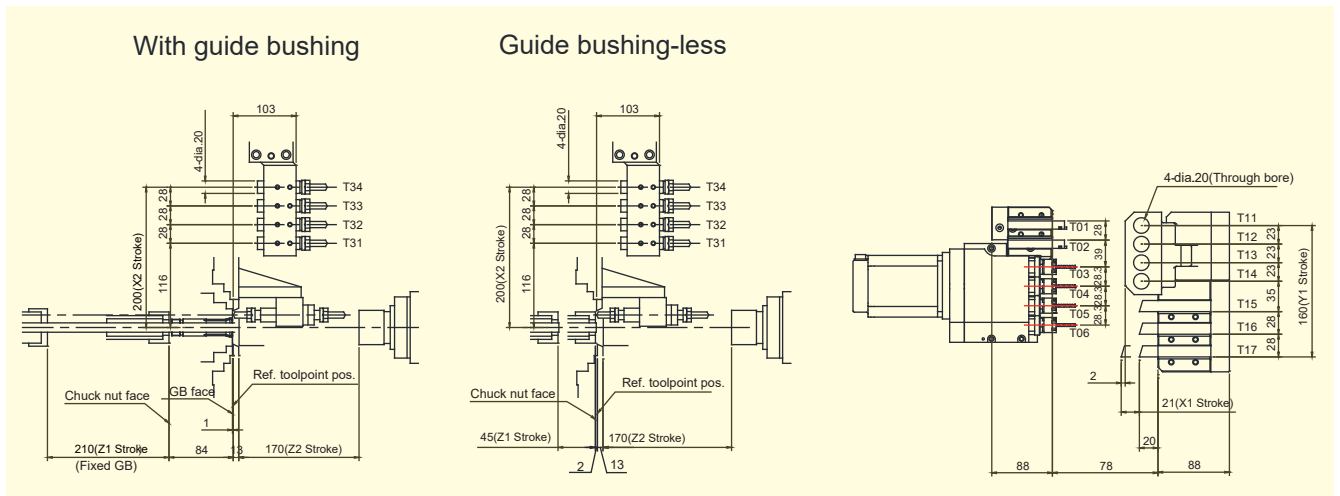 With guide bushing
103
4-dia.20
T34
T33
T32
T31
28
28
28
116
200(X2 Stroke)
Ref. toolpoint pos.
GB face
Chuck nut face
1
210(Z1 Stroke
(Fixed GB)
84
13
170(Z2 Stroke)
Guide bushing-less
103
4-dia.20
T34
T33
T32
T31
28
28
28
116
200(X2 Stroke)
Ref. toolpoint pos.
Chuck nut face
45(Z1 Stroke)
170(Z2 Stroke)
2
13
4-dia.20(Through bore)
T01
T02
T03
T04
T05
T06
28
39
28.3
28.3
28.3
T11
T12
T13
T14
T15
T16
T17
23
23
23
35
28
28
160(Y1 Stroke)
2
21(X1 Stroke)
20
88
78
88